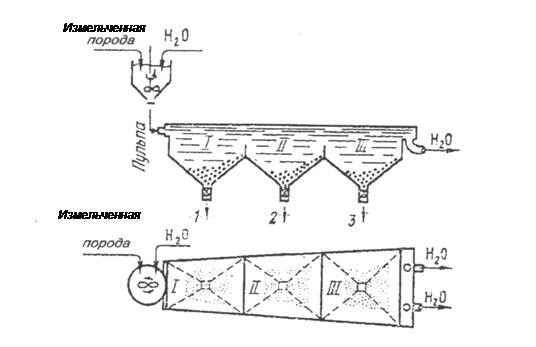 Измельченная
порода H₂O
Пульпа
I II III
H₂O
1 2 3
Измельченная
порода H₂O
I II III
H₂O
H₂O